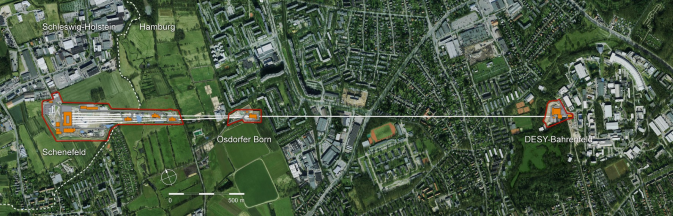 Schleswig-Holstein
Hamburg
Schenefeld
Osdorfer Born
DESY-Bahrenfeld
0
500 m